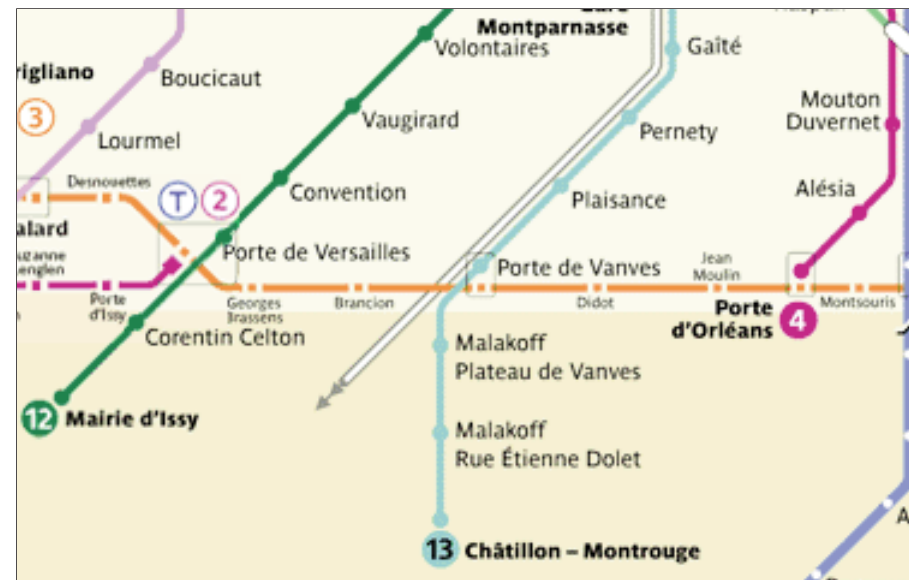 Montparnasse
Volontaires
Gaîté
rigliano
Boucicaut
3
Vaugirard
Pernety
Mouton
Duvernet
Lourmel
Desnouettes
T 2
Convention
Plaisance
Alésia
alard
Porte de Versailles
Porte de Vanves
Jean
Moulin
Porte
d'Issy
Georges
Brassens
Brancion
Didot
Montsouris
Porte
d'Orléans
4
Corentin Celton
Malakoff
Plateau de Vanves
12 Mairie d'Issy
Malakoff
Rue Étienne Dolet
13 Châtillon – Montrouge
A